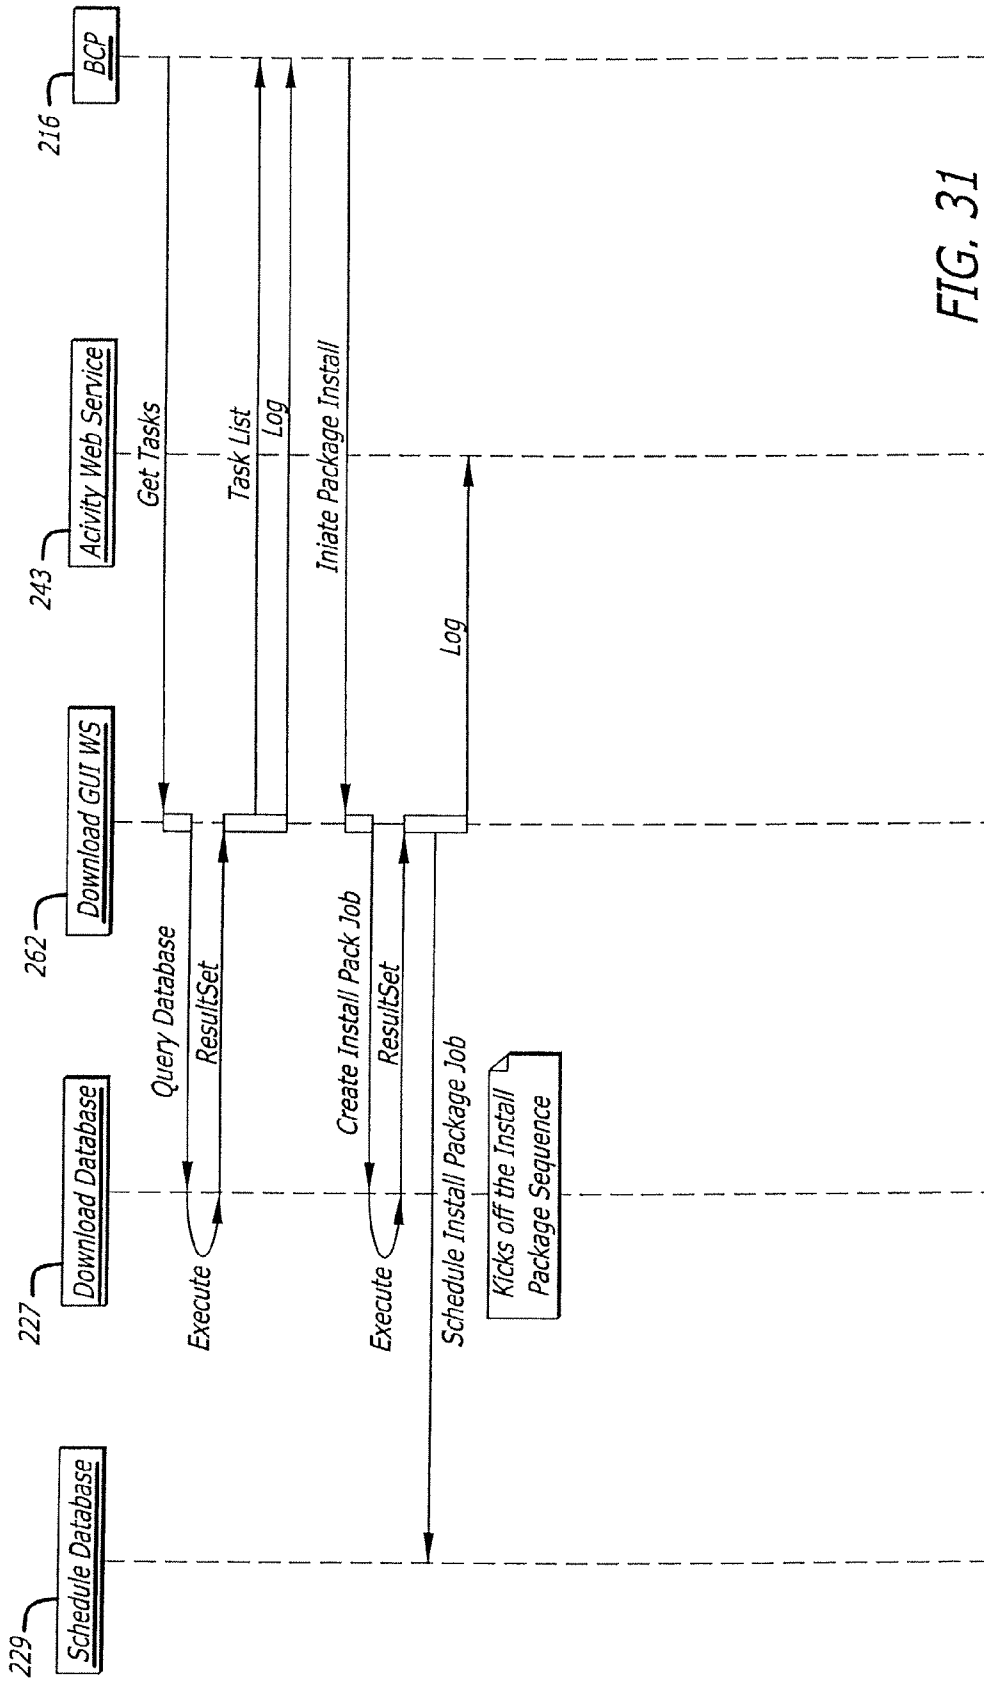 229
Schedule Database
227
Download Database
262
Download GUI WS
243
Acivity Web Service
216
BCP
Get Tasks
Query Database
Execute
ResultSet
Task List
Log
Iniate Package Install
Create Install Pack Job
Execute
ResultSet
Schedule Install Package Job
Log
Kicks off the Install
Package Sequence
FIG. 31